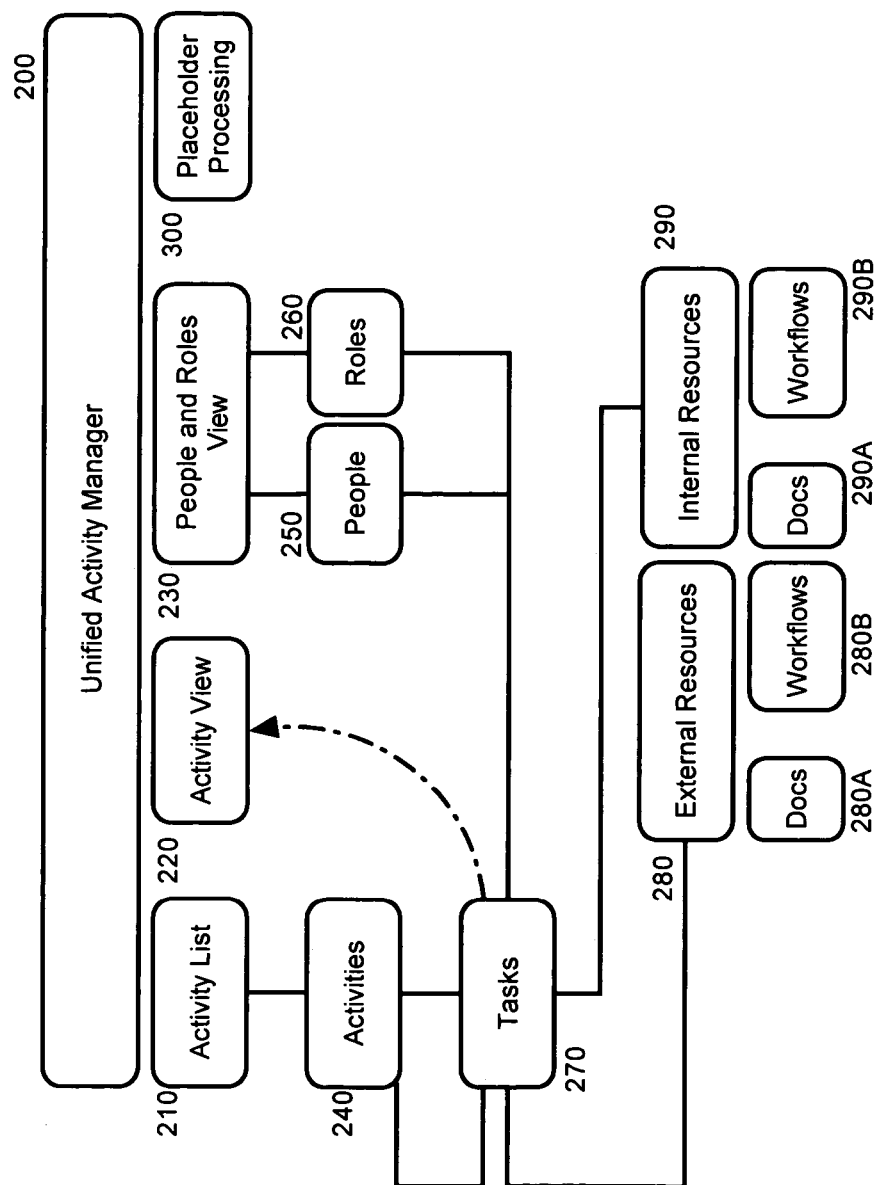 200
Unified Activity Manager
210
Activity List
220
Activity View
230
People and Roles
View
300
Placeholder
Processing
240
Activities
250
People
260
Roles
270
Tasks
280
External Resources
290
Internal Resources
Docs
280A
Workflows
280B
Docs
290A
Workflows
290B